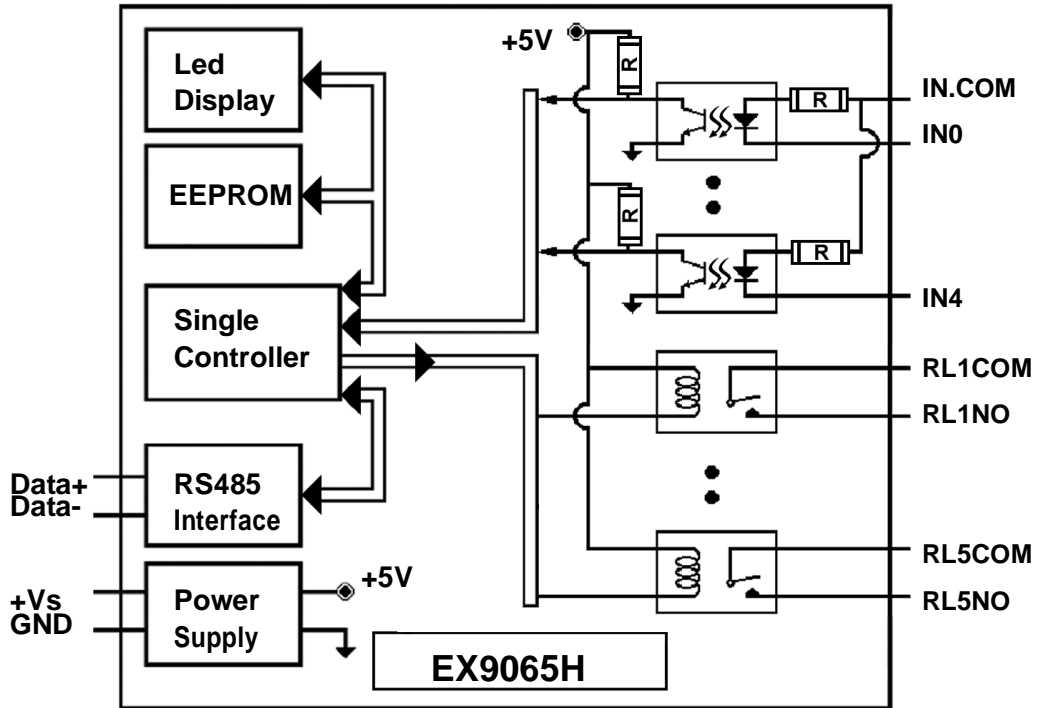 Led
Display
EEPROM
Single
Controller
RS485
Interface
Power
Supply
Data+
Data-
+Vs
GND
+5V
+5V
R
R
R
R
IN.COM
IN0
IN4
RL1COM
RL1NO
RL5COM
RL5NO
EX9065H